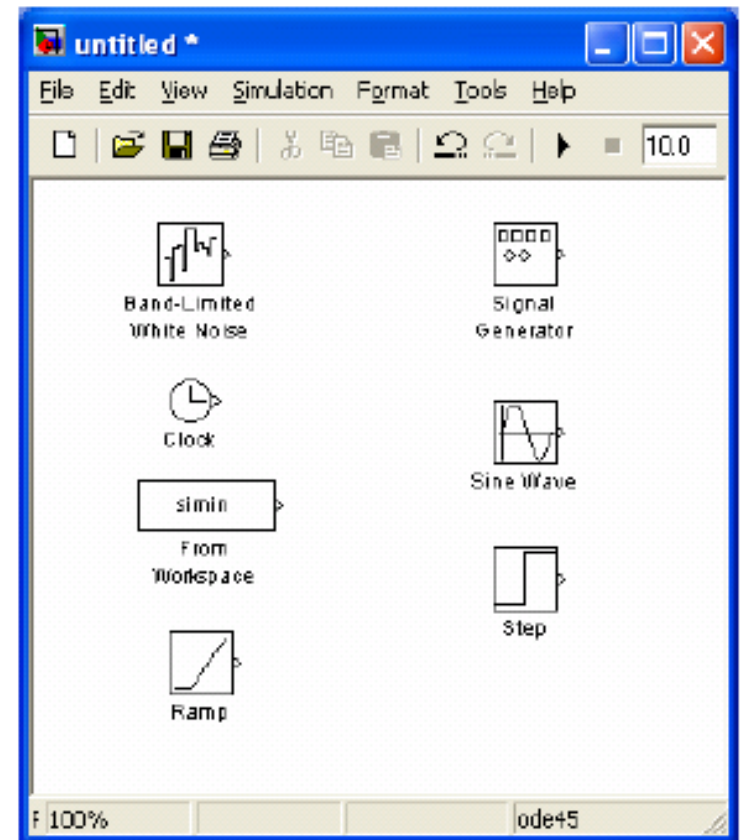 untitled *
File Edit View Simulation Format Tools Help
10.0
Band-Limited
White Noise
Signal
Generator
Clock
Sine Wave
simin
From
Workspace
Step
Ramp
F 100%
ode45